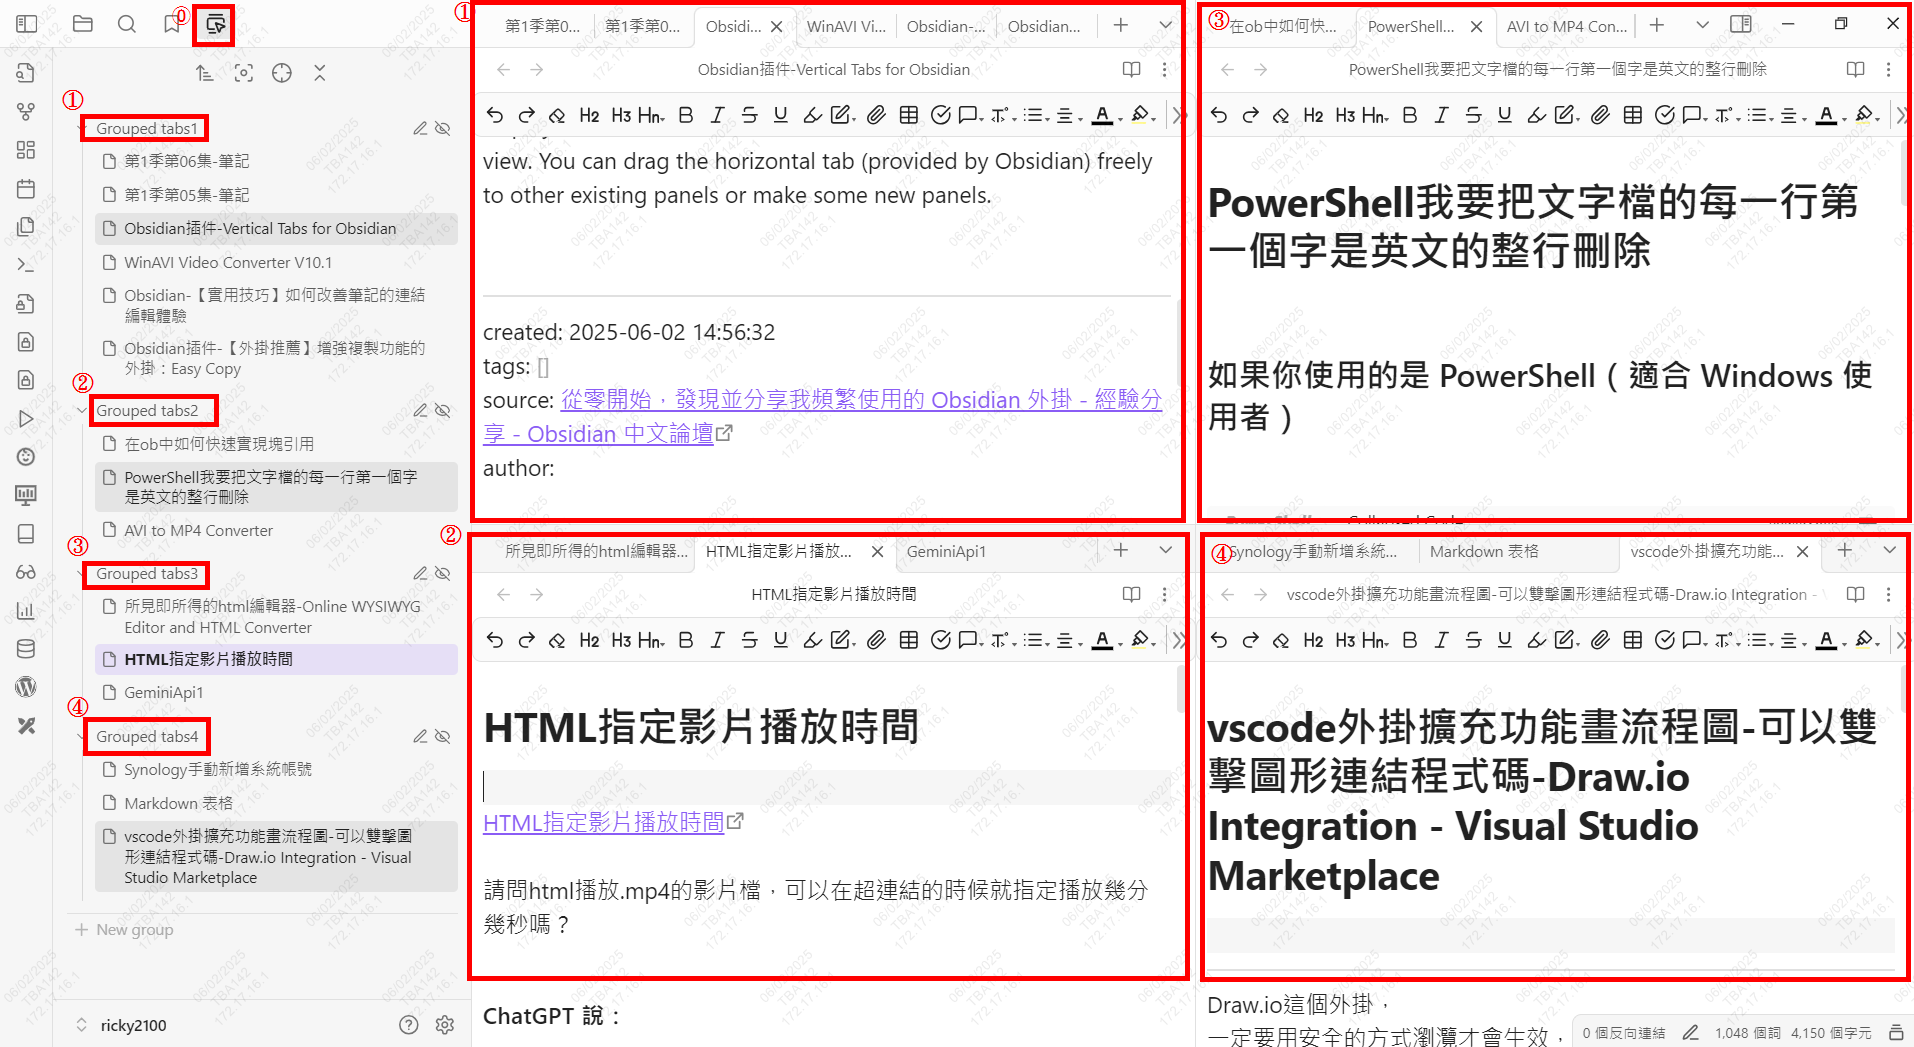 ⓪
①
Grouped tabs1
第1季第06集-筆記
第1季第05集-筆記
Obsidian插件-Vertical Tabs for Obsidian
WinAVI Video Converter V10.1
Obsidian-【實用技巧】如何改善筆記的連結
編輯體驗
Obsidian插件-【外掛推薦】增強複製功能的
外掛：Easy Copy
②
Grouped tabs2
在ob中如何快速實現塊引用
PowerShell我要把文字檔的每一行第一個字
是英文的整行刪除
AVI to MP4 Converter
③
Grouped tabs3
所見即所得的html編輯器-Online WYSIWYG
Editor and HTML Converter
HTML指定影片播放時間
GeminiApi1
④
Grouped tabs4
Synology手動新增系統帳號
Markdown 表格
vscode外掛擴充功能畫流程圖-可以雙擊圖
形連結程式碼-Draw.io Integration - Visual
Studio Marketplace
New group
ricky2100
①
第1季第0...
第1季第0...
Obsidi...
WinAVI Vi...
Obsidian-...
Obsidian...
Obsidian插件-Vertical Tabs for Obsidian
H2 H3 Hn B I S U A
view. You can drag the horizontal tab (provided by Obsidian) freely
to other existing panels or make some new panels.
created: 2025-06-02 14:56:32
tags: []
source: 從零開始，發現並分享我頻繁使用的 Obsidian 外掛 - 經驗分
享 - Obsidian 中文論壇
author:
②
所見即所得的html編輯器...
HTML指定影片播放...
GeminiApi1
HTML指定影片播放時間
H2 H3 Hn B I S U A
HTML指定影片播放時間
HTML指定影片播放時間
請問html播放.mp4的影片檔，可以在超連結的時候就指定播放幾分
幾秒嗎？
ChatGPT 說：
③
在ob中如何快...
PowerShell...
AVI to MP4 Con...
PowerShell我要把文字檔的每一行第一個字是英文的整行刪除
H2 H3 Hn B I S U A
PowerShell我要把文字檔的每一行第
一個字是英文的整行刪除
如果你使用的是 PowerShell（適合 Windows 使
用者）
④
Synology手動新增系統...
Markdown 表格
vscode外掛擴充功能...
vscode外掛擴充功能畫流程圖-可以雙擊圖形連結程式碼-Draw.io Integration -
H2 H3 Hn B I S U A
vscode外掛擴充功能畫流程圖-可以雙
擊圖形連結程式碼-Draw.io
Integration - Visual Studio
Marketplace
Draw.io這個外掛，
一定要用安全的方式瀏灠才會生效，
0 個反向連結
1,048 個詞
4,150 個字元
06/02/2025
TBA142
172.17.16.1